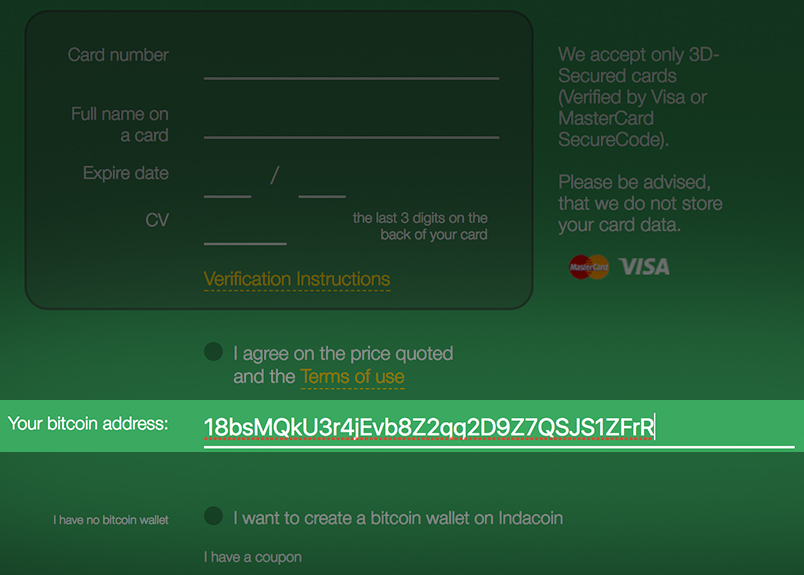 Card number
Full name on
a card
Expire date
/
CV
the last 3 digits on the
back of your card
Verification Instructions
We accept only 3D-
Secured cards
(Verified by Visa or
MasterCard
SecureCode).
Please be advised,
that we do not store
your card data.
MasterCard VISA
I agree on the price quoted
and the Terms of use
Your bitcoin address: 18bsMQkU3r4jEvb8Z2qq2D9Z7QSJS1ZFrR
I have no bitcoin wallet
I want to create a bitcoin wallet on Indacoin
I have a coupon